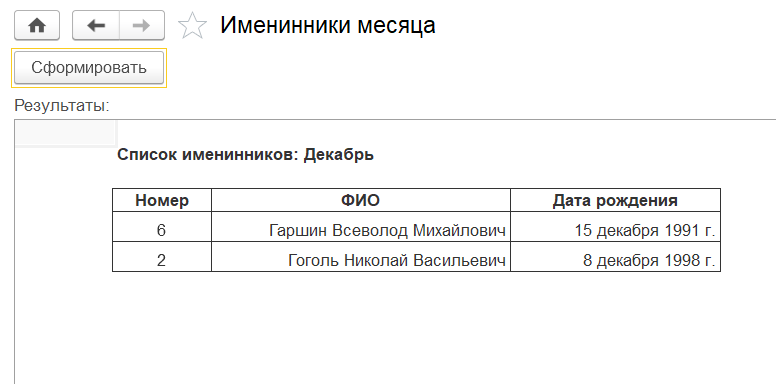 Именинники месяца
Сформировать
Результаты:
Список именинников: Декабрь
Номер ФИО Дата рождения
6 Гаршин Всеволод Михайлович 15 декабря 1991 г.
2 Гоголь Николай Васильевич 8 декабря 1998 г.